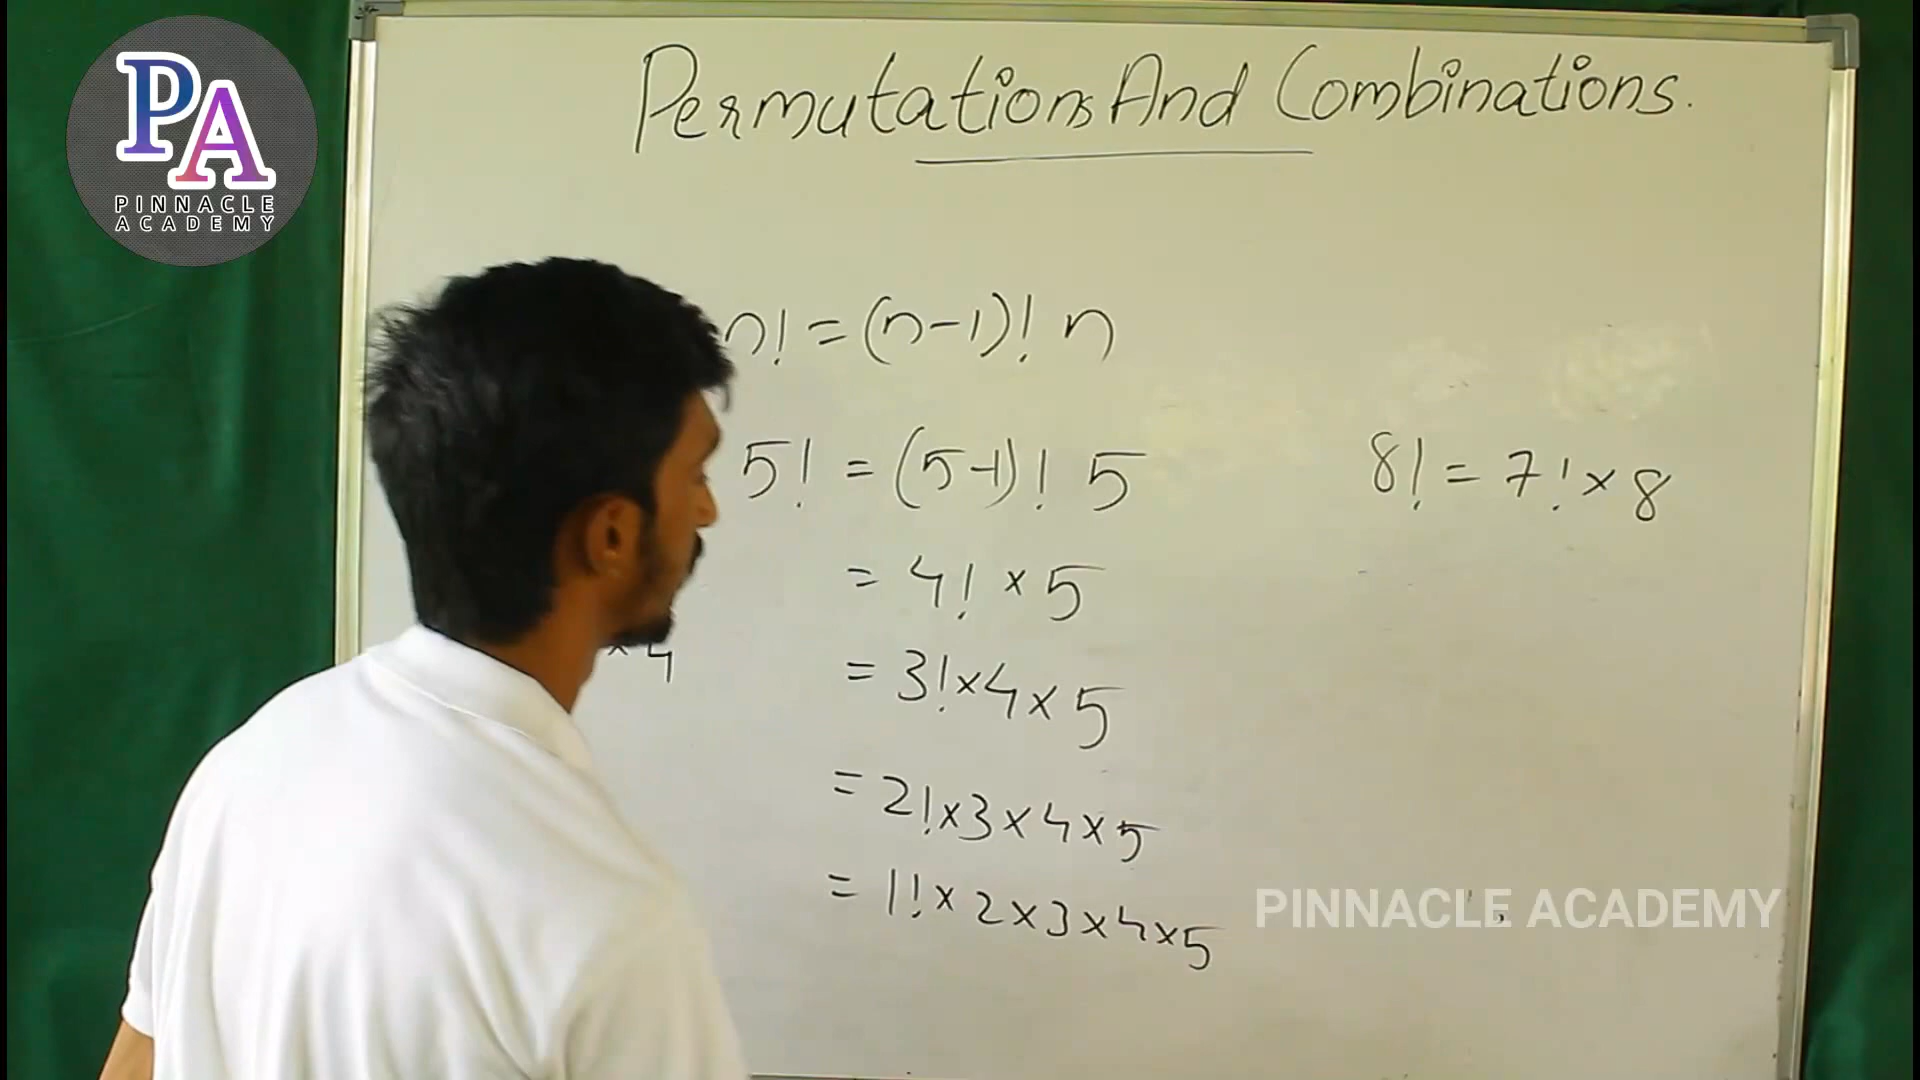 PA
PINNACLE
ACADEMY
Permutations And Combinations.
n! = (n-1)! n
5! = (5-1)! 5
= 4! × 5
= 3! × 4 × 5
= 2! × 3 × 4 × 5
= 1! × 2 × 3 × 4 × 5
× 4
8! = 7! × 8
PINNACLE ACADEMY